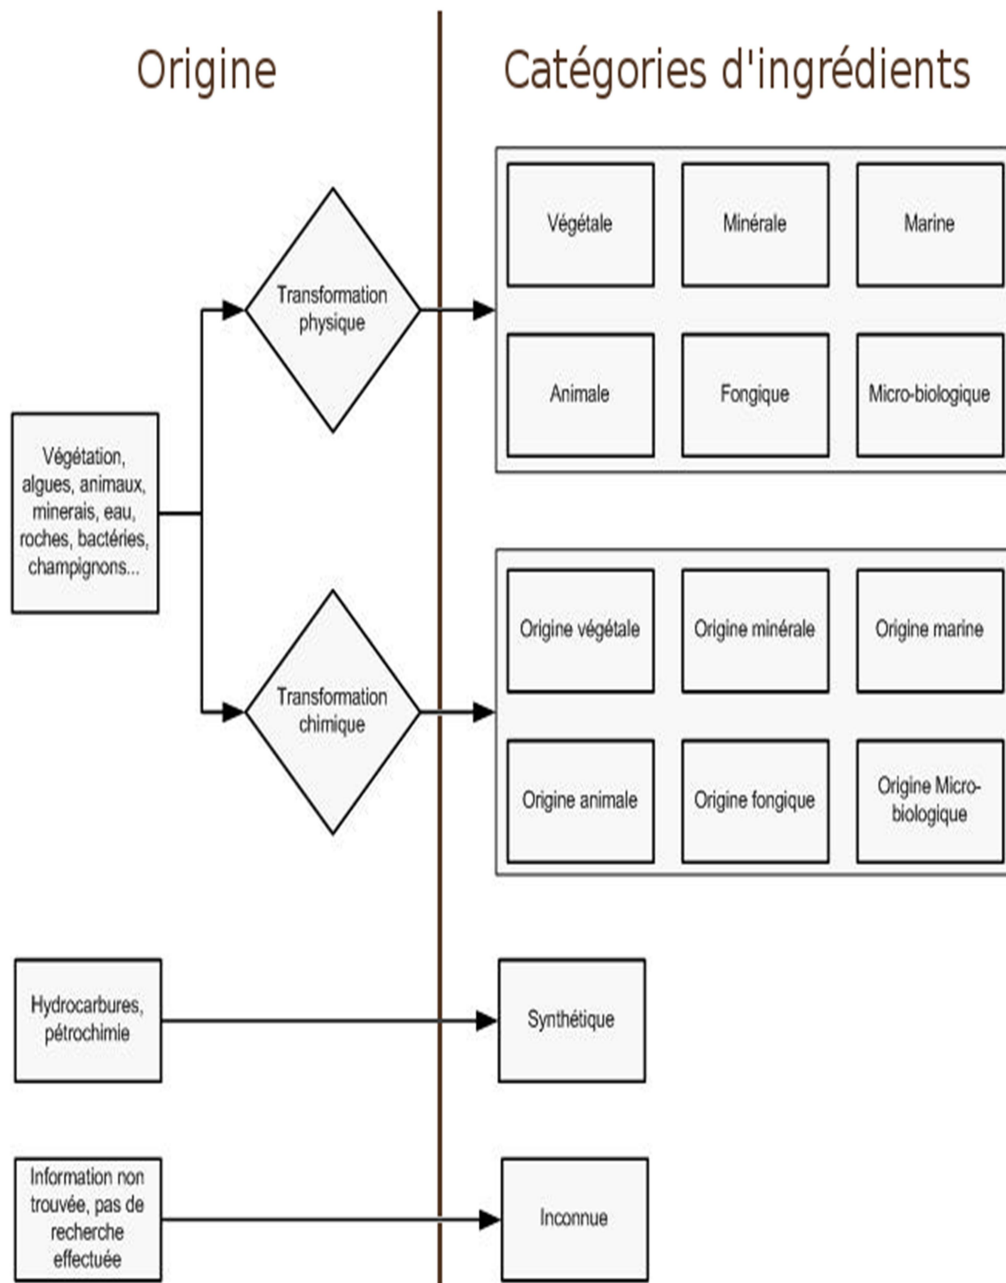 Origine
Catégories d'ingrédients
Végétale
Minérale
Marine
Transformation
physique
Animale
Fongique
Micro-biologique
Végétation,
algues, animaux,
minerais, eau,
roches, bactéries,
champignons...
Origine végétale
Origine minérale
Origine marine
Transformation
chimique
Origine animale
Origine fongique
Origine Micro-
biologique
Hydrocarbures,
pétrochimie
Synthétique
Information non
trouvée, pas de
recherche
effectuée
Inconnue